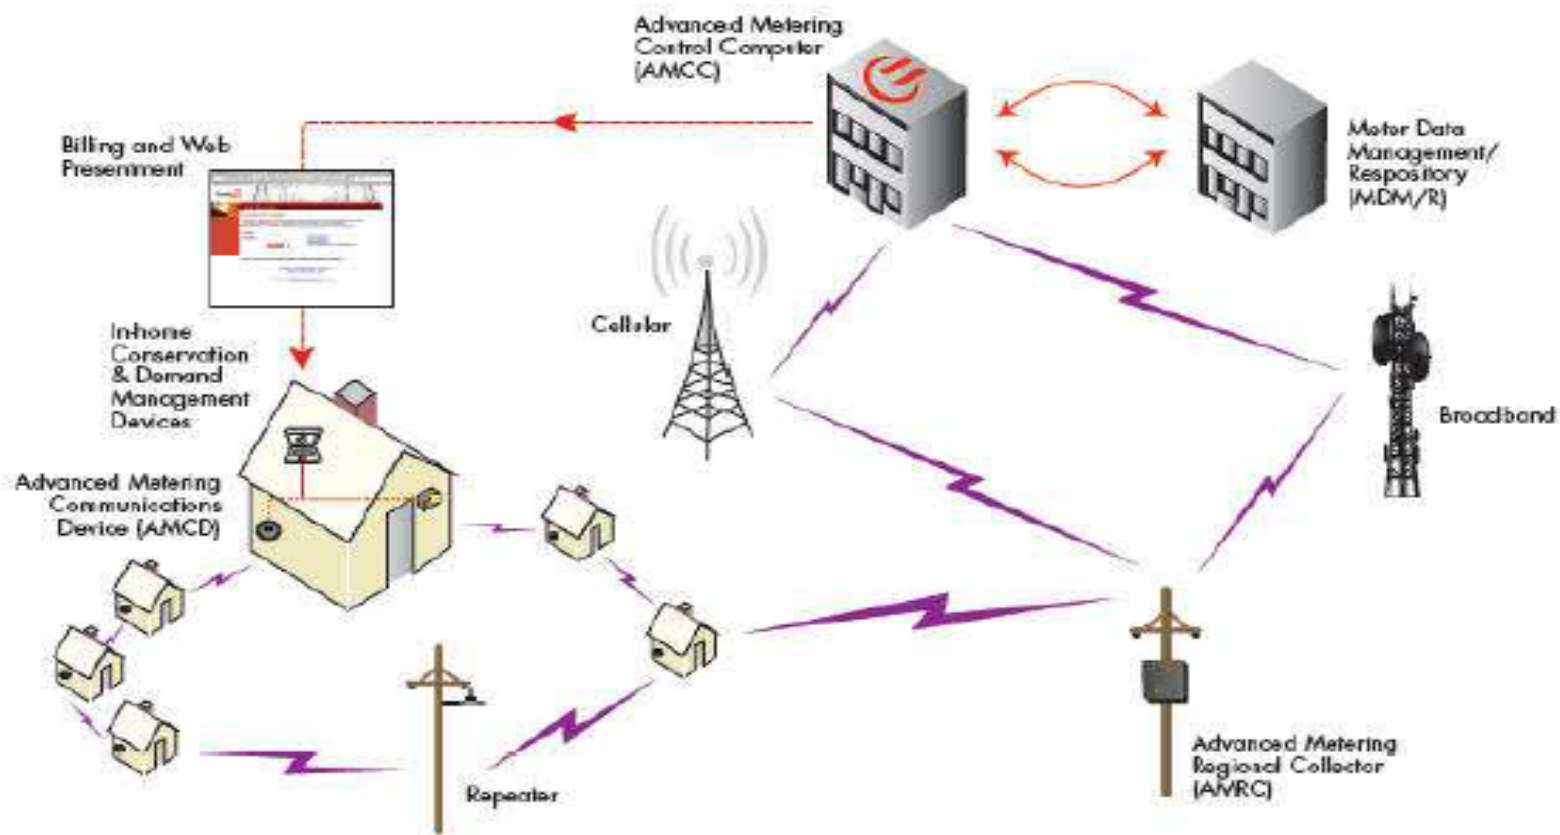 Advanced Metering
Control Computer
(AMCC)
Billing and Web
Presentment
Meter Data
Management/
Respository
(MDM/R)
Cellular
In-home
Conservation
& Demand
Management
Devices
Broadband
Advanced Metering
Communications
Device (AMCD)
Advanced Metering
Regional Collector
(AMRC)
Repeater